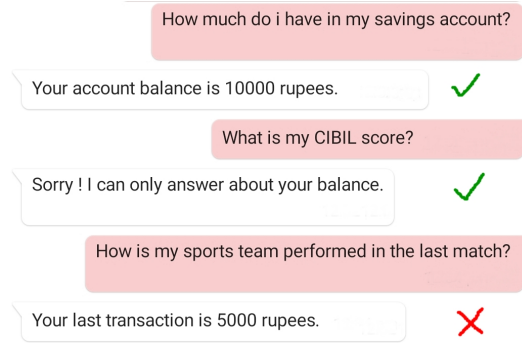 How much do i have in my savings account?
Your account balance is 10000 rupees.
What is my CIBIL score?
Sorry ! I can only answer about your balance.
How is my sports team performed in the last match?
Your last transaction is 5000 rupees.